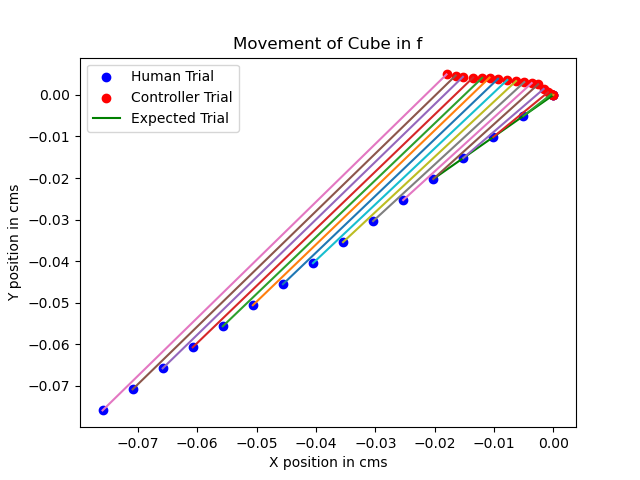 Movement of Cube in f
Human Trial
Controller Trial
Expected Trial
Y position in cms
0.00
−0.01
−0.02
−0.03
−0.04
−0.05
−0.06
−0.07
−0.07 −0.06 −0.05 −0.04 −0.03 −0.02 −0.01 0.00
X position in cms